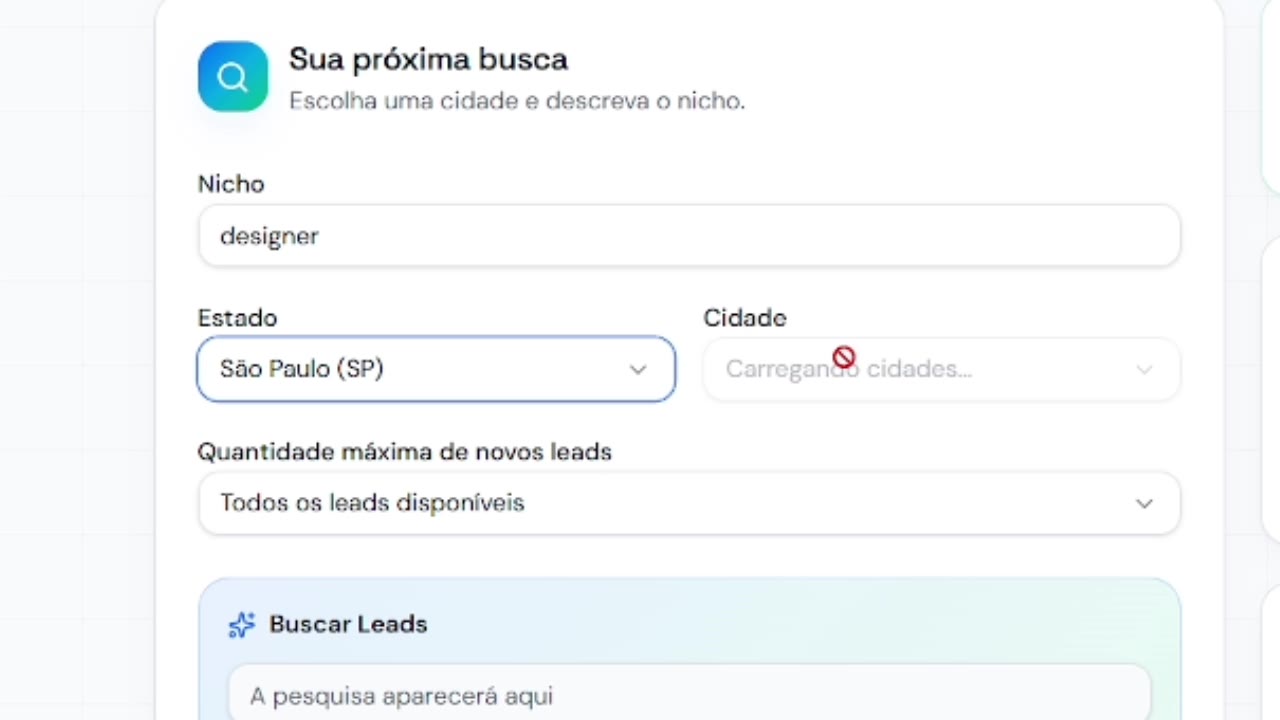 Sua próxima busca
Escolha uma cidade e descreva o nicho.
Nicho
designer
Estado
Cidade
São Paulo (SP)
Carregando cidades...
Quantidade máxima de novos leads
Todos os leads disponíveis
Buscar Leads
A pesquisa aparecerá aqui